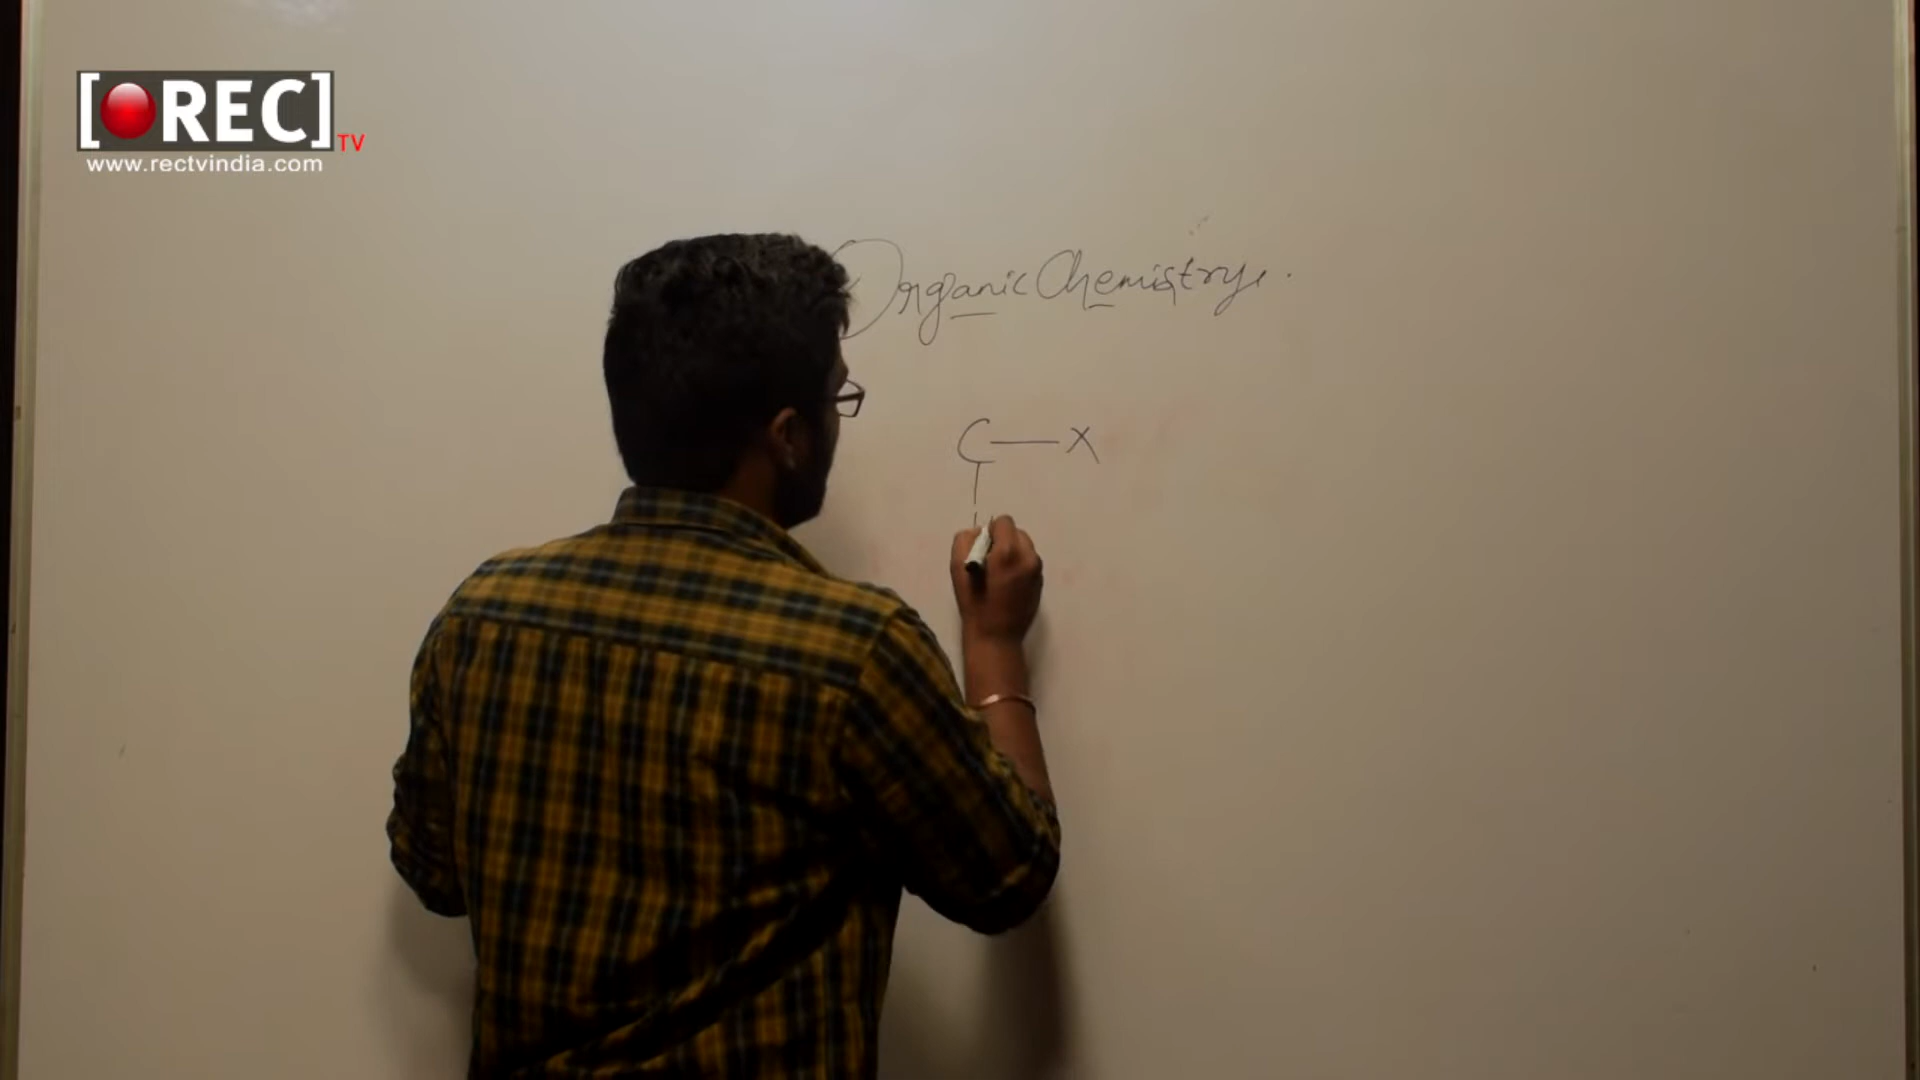 [REC]
TV
www.rectvindia.com
Organic Chemistry.
C — X